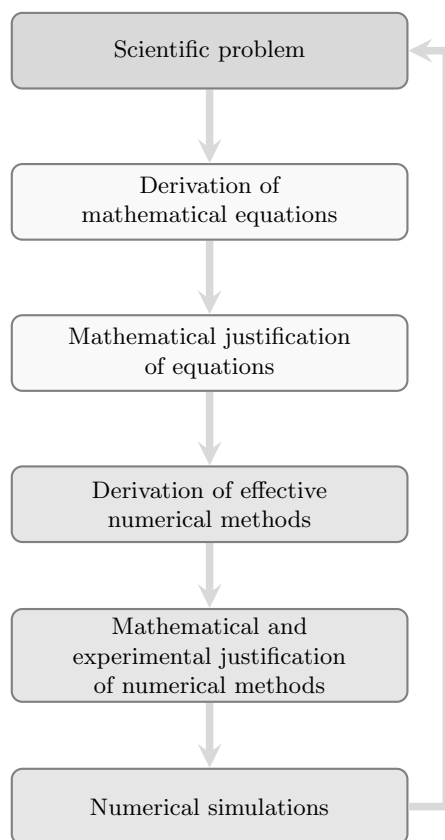 Scientific problem
Derivation of
mathematical equations
Mathematical justification
of equations
Derivation of effective
numerical methods
Mathematical and
experimental justification
of numerical methods
Numerical simulations